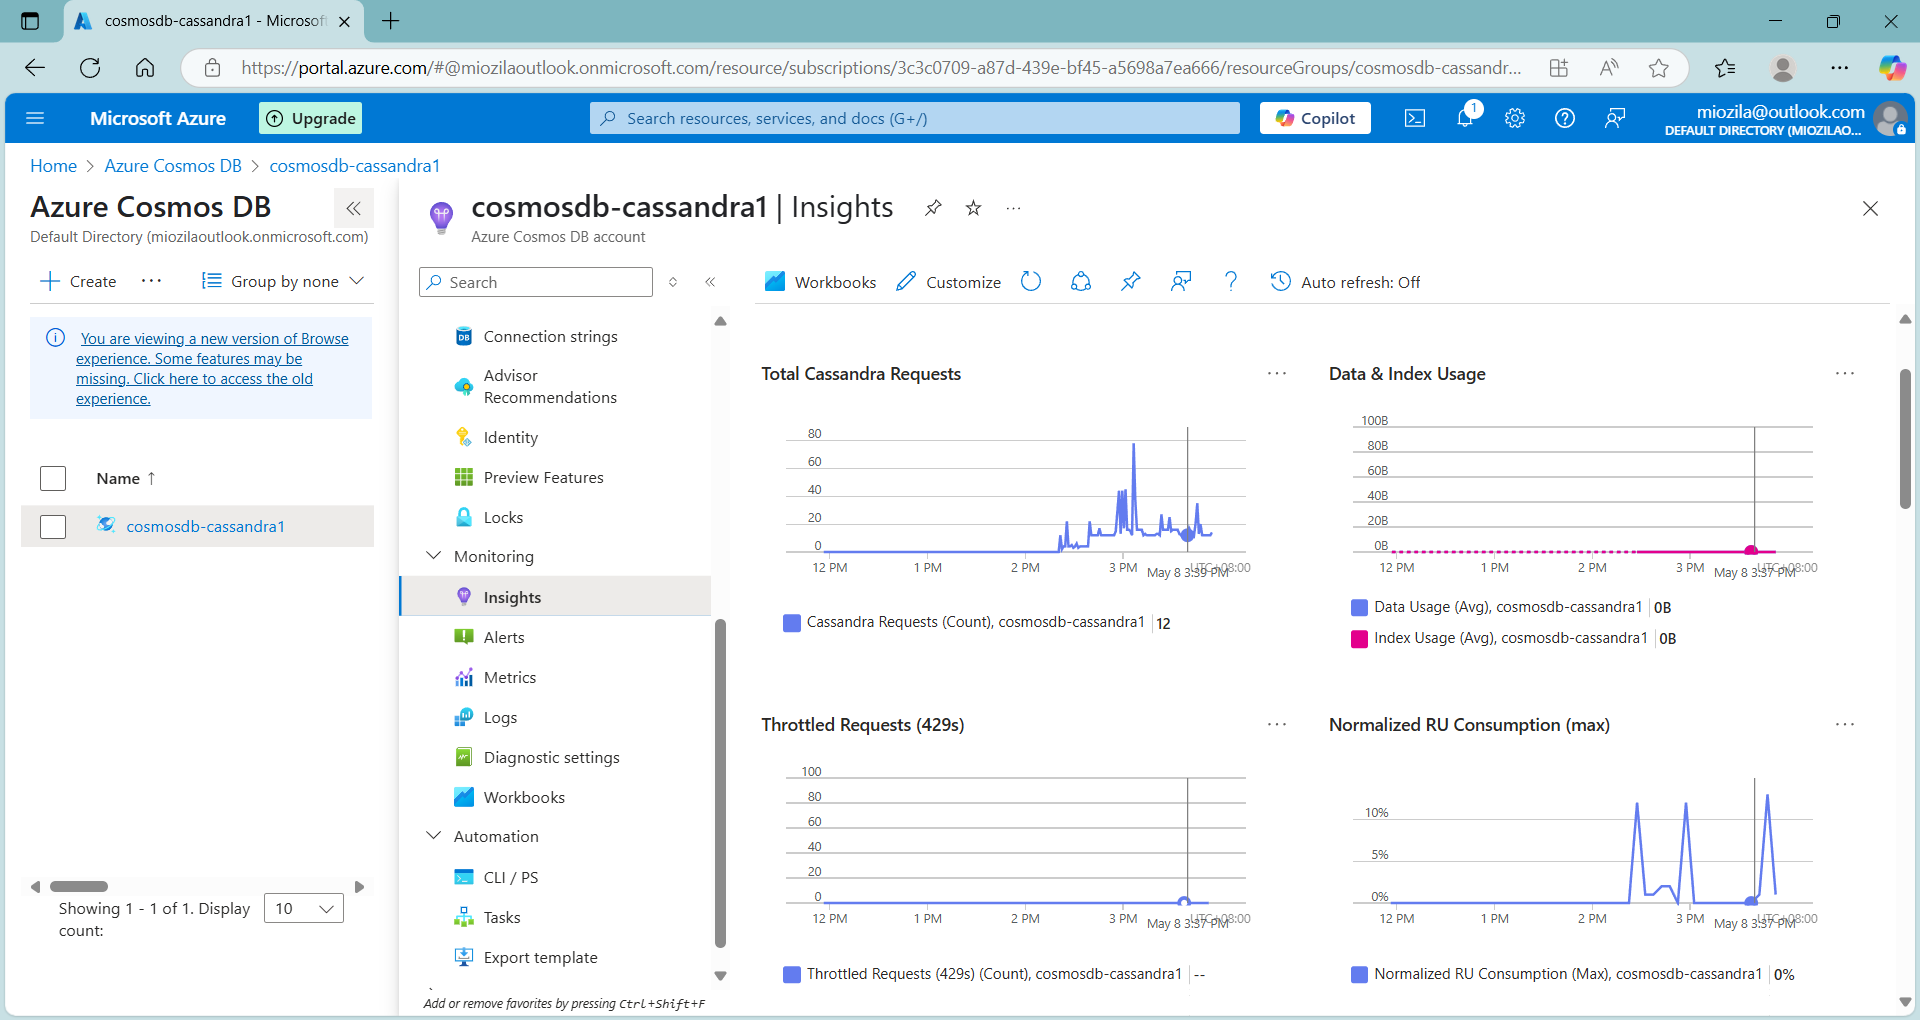 cosmosdb-cassandra1 - Microsoft
https://portal.azure.com/#@miozilaoutlook.onmicrosoft.com/resource/subscriptions/3c3c0709-a87d-439e-bf45-a5698a7ea666/resourceGroups/cosmosdb-cassandr...
Microsoft Azure
Upgrade
Search resources, services, and docs (G+/)
Copilot
1
miozila@outlook.com
DEFAULT DIRECTORY (MIOZILAO...
Home > Azure Cosmos DB > cosmosdb-cassandra1
Azure Cosmos DB
Default Directory (miozilaoutlook.onmicrosoft.com)
Create
Group by none
You are viewing a new version of Browse
experience. Some features may be
missing. Click here to access the old
experience.
Name ↑
cosmosdb-cassandra1
Showing 1 - 1 of 1. Display
count:
10
cosmosdb-cassandra1 | Insights
Azure Cosmos DB account
Search
Connection strings
Advisor
Recommendations
Identity
Preview Features
Locks
Monitoring
Insights
Alerts
Metrics
Logs
Diagnostic settings
Workbooks
Automation
CLI / PS
Tasks
Export template
Add or remove favorites by pressing Ctrl+Shift+F
Workbooks
Customize
Auto refresh: Off
Total Cassandra Requests
80
60
40
20
0
12 PM
1 PM
2 PM
3 PM
May 8 3:39 PM
UTC+08:00
Cassandra Requests (Count), cosmosdb-cassandra1 | 12
Data & Index Usage
100B
80B
60B
40B
20B
0B
12 PM
1 PM
2 PM
3 PM
May 8 3:37 PM
UTC+08:00
Data Usage (Avg), cosmosdb-cassandra1 | 0B
Index Usage (Avg), cosmosdb-cassandra1 | 0B
Throttled Requests (429s)
100
80
60
40
20
0
12 PM
1 PM
2 PM
3 PM
May 8 3:37 PM
UTC+08:00
Throttled Requests (429s) (Count), cosmosdb-cassandra1 | --
Normalized RU Consumption (max)
10%
5%
0%
12 PM
1 PM
2 PM
3 PM
May 8 3:37 PM
UTC+08:00
Normalized RU Consumption (Max), cosmosdb-cassandra1 | 0%